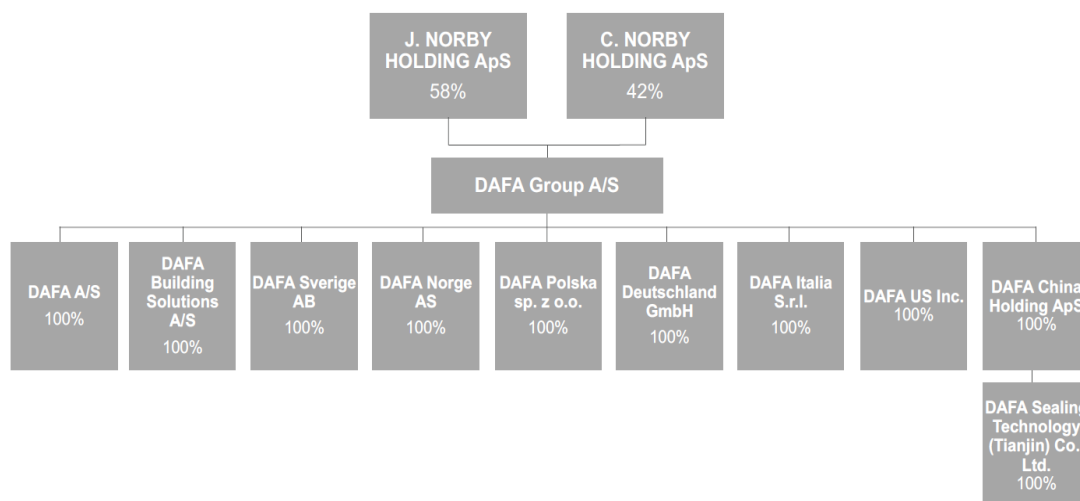 J. NORBY
HOLDING ApS
58%
C. NORBY
HOLDING ApS
42%
DAFA Group A/S
DAFA A/S
100%
DAFA
Building
Solutions
A/S
100%
DAFA Sverige
AB
100%
DAFA Norge
AS
100%
DAFA Polska
sp. z o.o.
100%
DAFA
Deutschland
GmbH
100%
DAFA Italia
S.r.l.
100%
DAFA US Inc.
100%
DAFA China
Holding ApS
100%
DAFA Sealing
Technology
(Tianjin) Co.
Ltd.
100%